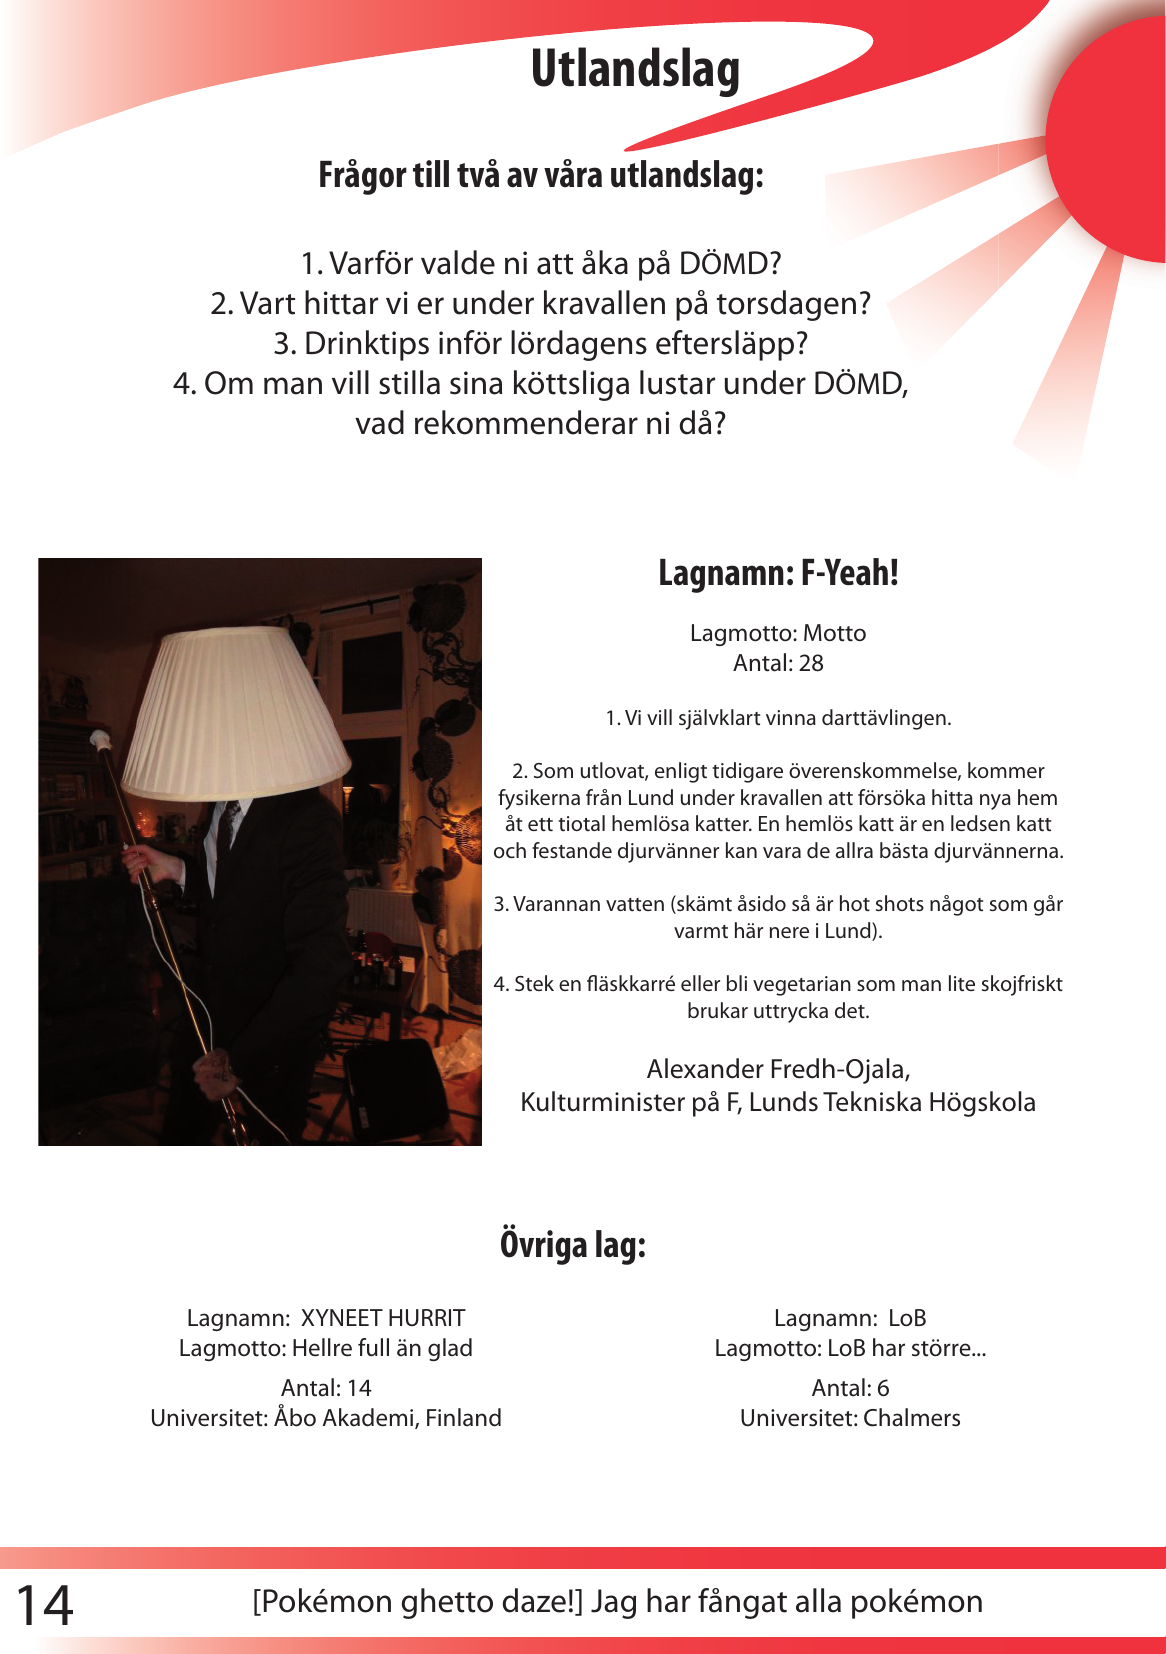 Utlandslag
Frågor till två av våra utlandslag:
1. Varför valde ni att åka på DÖMD?
2. Vart hittar vi er under kravallen på torsdagen?
3. Drinktips inför lördagens eftersläpp?
4. Om man vill stilla sina köttsliga lustar under DÖMD,
vad rekommenderar ni då?
Lagnamn: F-Yeah!
Lagmotto: Motto
Antal: 28
1. Vi vill självklart vinna darttävlingen.
2. Som utlovat, enligt tidigare överenskommelse, kommer
fysikerna från Lund under kravallen att försöka hitta nya hem
åt ett tiotal hemlösa katter. En hemlös katt är en ledsen katt
och festande djurvänner kan vara de allra bästa djurvännerna.
3. Varannan vatten (skämt åsido så är hot shots något som går
varmt här nere i Lund).
4. Stek en fläskkarré eller bli vegetarian som man lite skojfriskt
brukar uttrycka det.
Alexander Fredh-Ojala,
Kulturminister på F, Lunds Tekniska Högskola
Övriga lag:
Lagnamn: XYNEET HURRIT
Lagmotto: Hellre full än glad
Antal: 14
Universitet: Åbo Akademi, Finland
Lagnamn: LoB
Lagmotto: LoB har större...
Antal: 6
Universitet: Chalmers
14
[Pokémon ghetto daze!] Jag har fångat alla pokémon